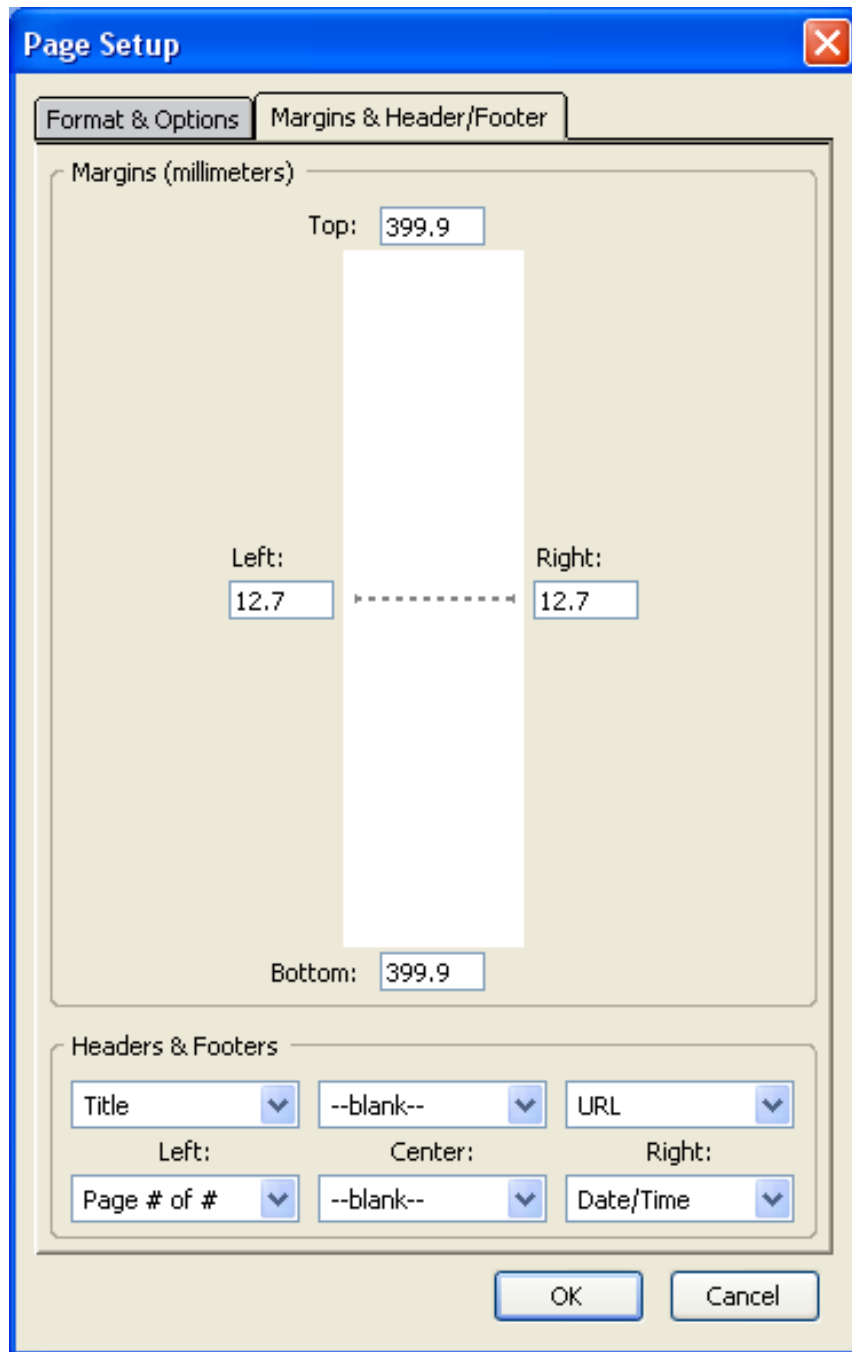 Page Setup
Format & Options Margins & Header/Footer
Margins (millimeters)
Top: 399.9
Left: Right:
12.7 12.7
Bottom: 399.9
Headers & Footers
Title --blank-- URL
Left: Center: Right:
Page # of # --blank-- Date/Time
OK Cancel